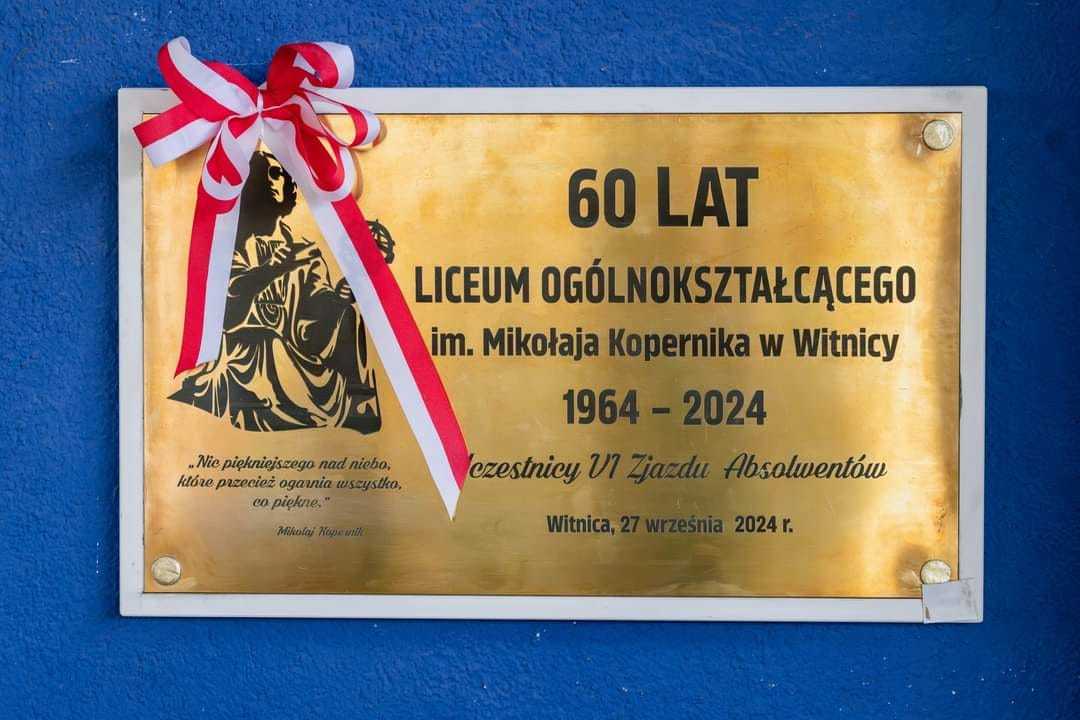 60 LAT
LICEUM OGÓLNOKSZTAŁCĄCEGO
im. Mikołaja Kopernika w Witnicy
1964 – 2024
czestnicy VI Zjazdu Absolwentów
Witnica, 27 września 2024 r.
„Nic piękniejszego nad niebo,
które przecież ogarnia wszystko,
co piękne.”
Mikołaj Kopernik